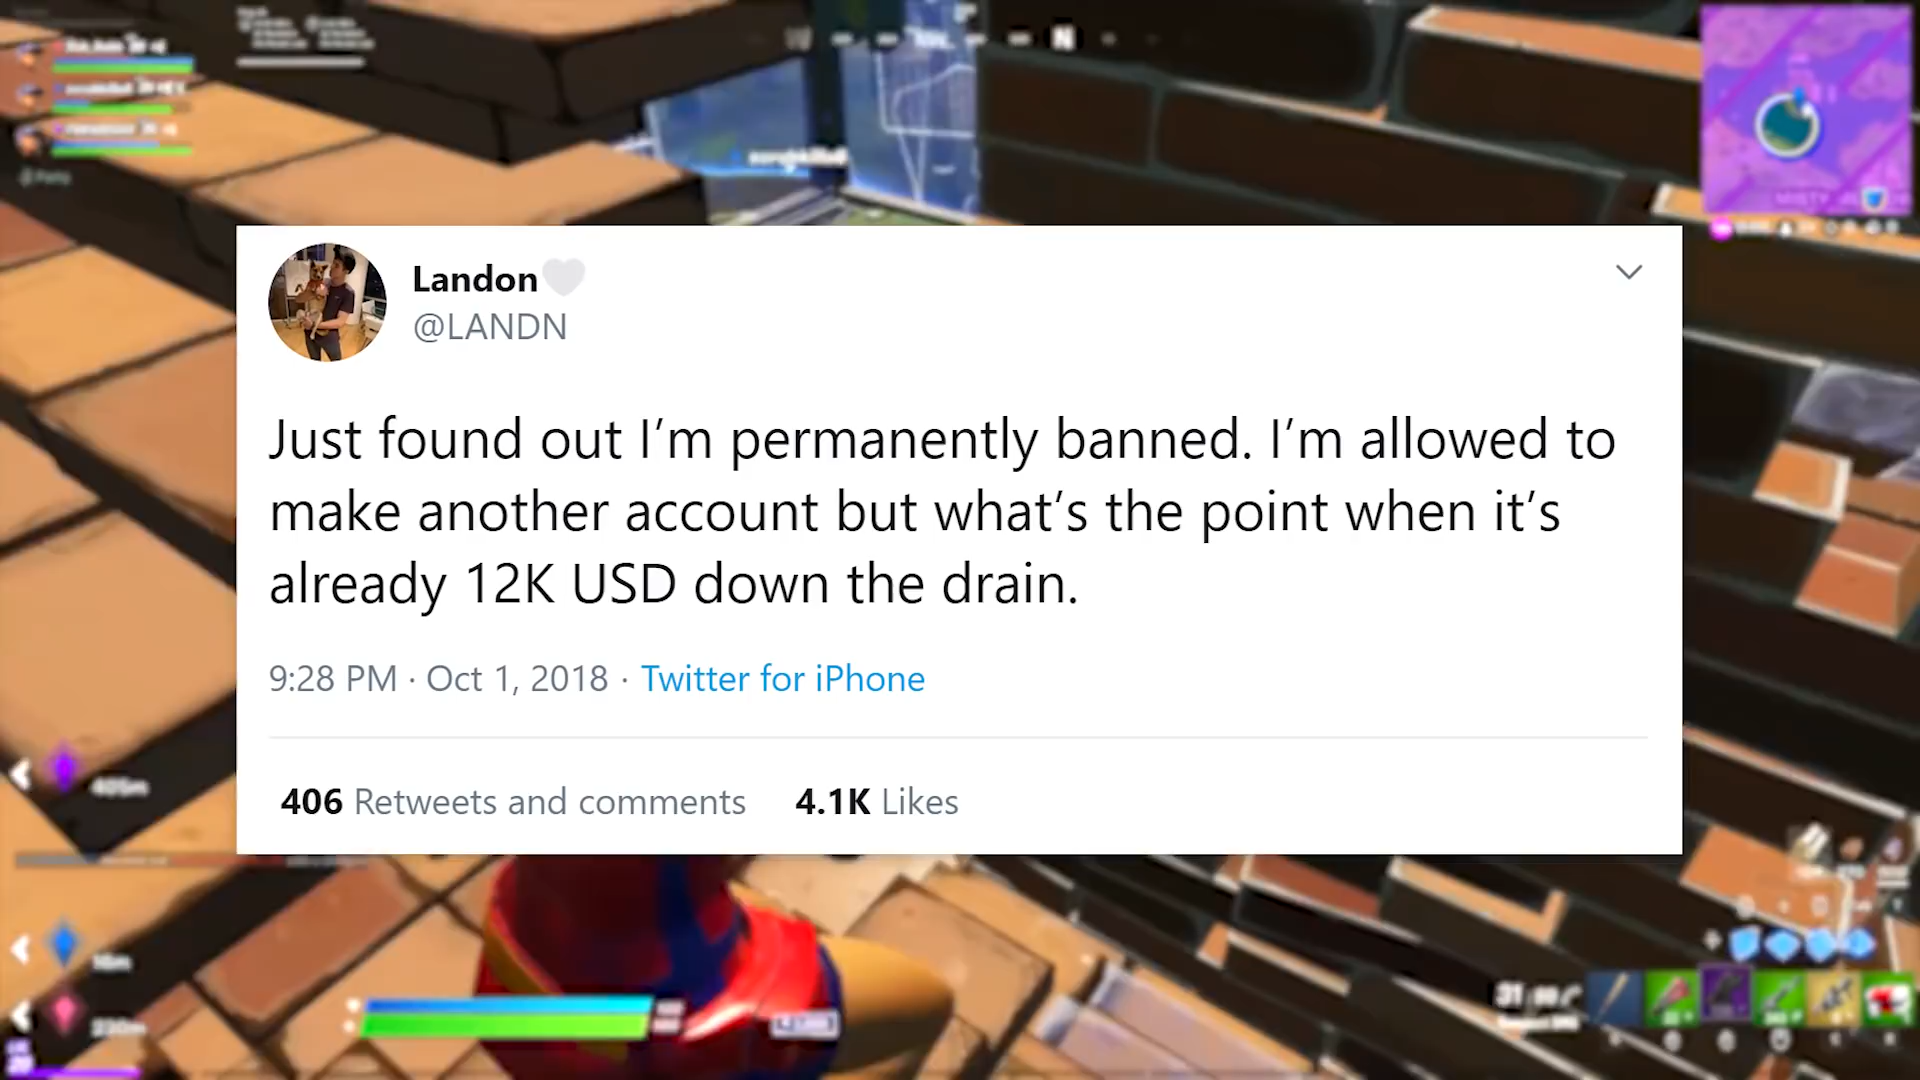 N
Landon🤍
@LANDN
Just found out I’m permanently banned. I’m allowed to
make another account but what’s the point when it’s
already 12K USD down the drain.
9:28 PM · Oct 1, 2018 · Twitter for iPhone
406 Retweets and comments 4.1K Likes